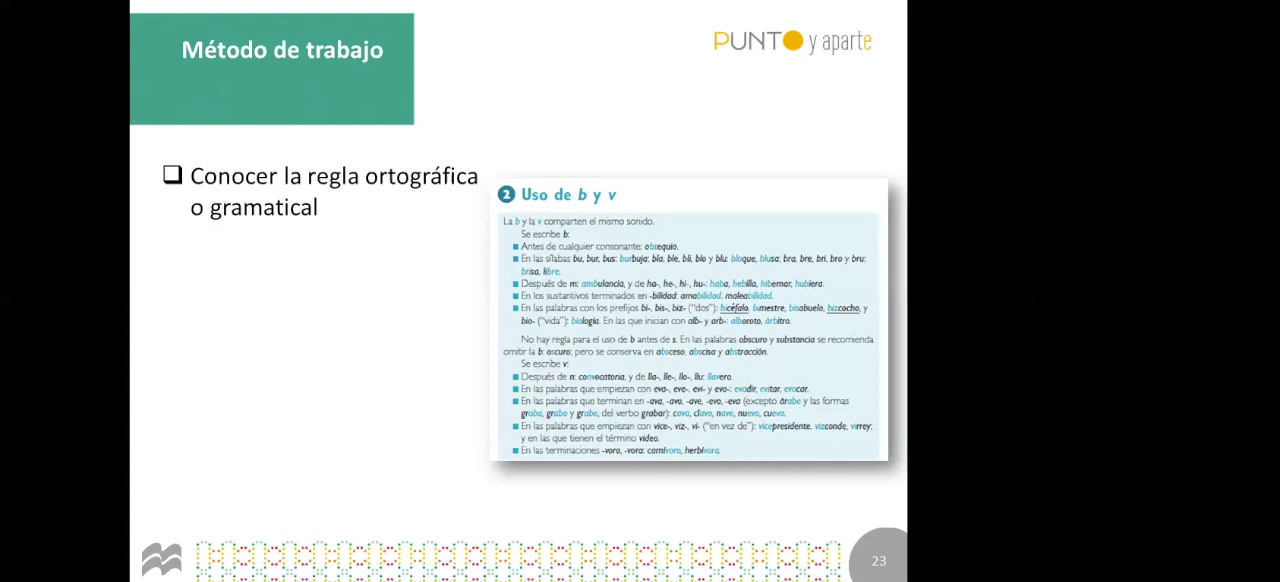 Método de trabajo
PUNTO y aparte
Conocer la regla ortográfica
o gramatical
2 Uso de b y v
La b y la v comparten el mismo sonido.
Se escribe b:
Antes de cualquier consonante: obsequio.
En las sílabas bu, bur, bus: burbuja; bla, ble, bli, blo y blu: bloque, blusa; bra, bre, bri, bro y bru:
brisa, libre.
Después de m: ambulancia, y de ha-, he-, hi-, hu-: haba, hebilla, hibernar, hubiera.
En los sustantivos terminados en -bilidad: amabilidad, maleabilidad.
En las palabras con los prefijos bi-, bis-, biz- ("dos"): bicéfalo, bimestre, bisabuelo, bizcocho, y
bio- ("vida"): biología. En las que inician con alb- y arb-: alboroto, árbitro.
No hay regla para el uso de b antes de s. En las palabras obscuro y substancia se recomienda
omitir la b: oscuro; pero se conserva en absceso, abscisa y abstracción.
Se escribe v:
Después de n: convocatoria, y de lla-, lle-, llo-, llu: llavero.
En las palabras que empiezan con eva-, eve-, evi- y evo-: evadir, evitar, evocar.
En las palabras que terminan en -ava, -avo, -ave, -evo, -eva (excepto árabe y las formas
graba, grabo y grabe, del verbo grabar): cava, clavo, nave, nuevo, cueva.
En las palabras que empiezan con vice-, viz-, vi- ("en vez de"): vicepresidente, vizconde, virrey;
y en las que tienen el término video.
En las terminaciones -voro, -vora: carnívoro, herbívora.
23